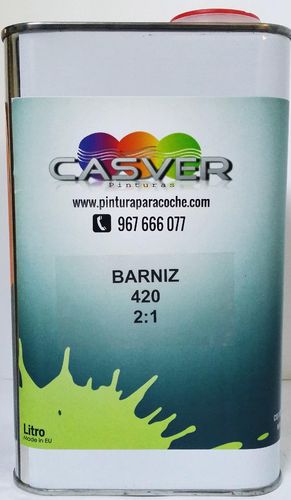 CASVER
Pinturas
www.pinturaparacoche.com
967 666 077
BARNIZ
420
2:1
Litro
Made in EU